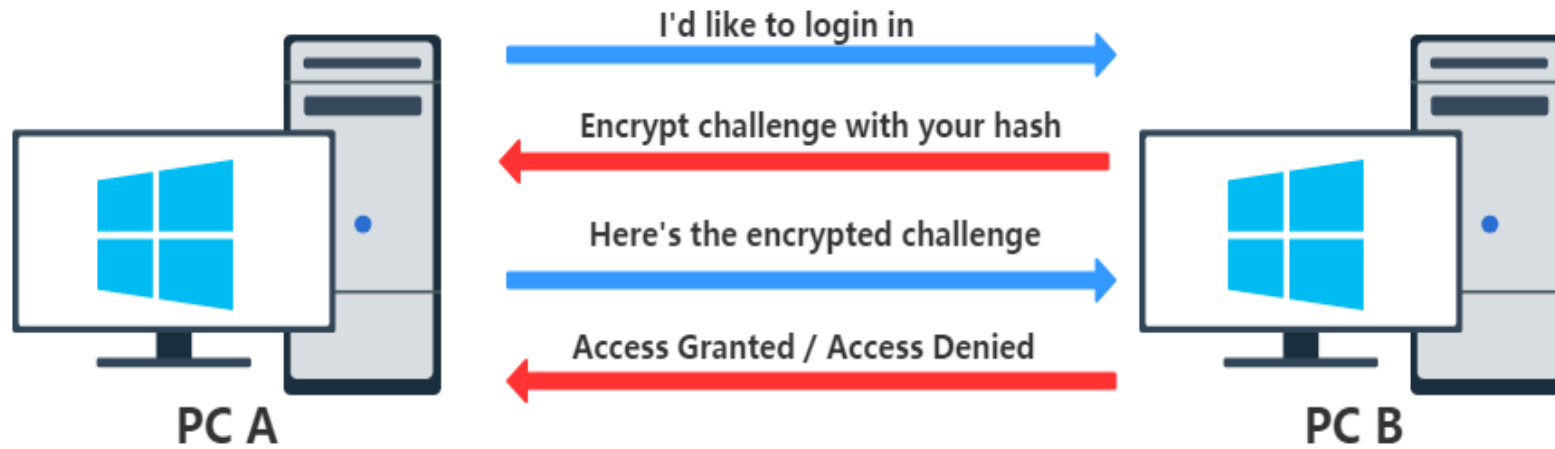 I'd like to login in
Encrypt challenge with your hash
Here's the encrypted challenge
Access Granted / Access Denied
PC A
PC B